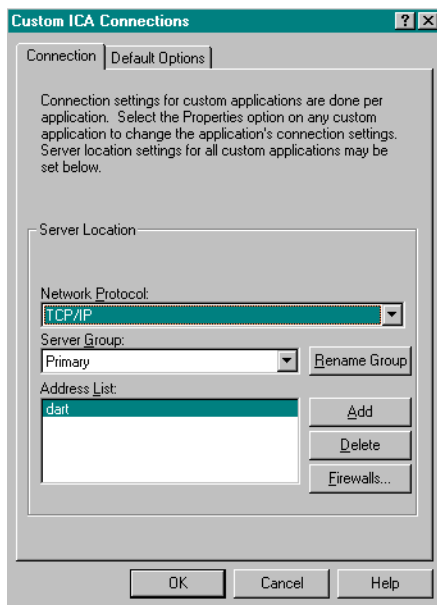 Custom ICA Connections
Connection
Default Options
Connection settings for custom applications are done per
application. Select the Properties option on any custom
application to change the application's connection settings.
Server location settings for all custom applications may be
set below.
Server Location
Network Protocol:
TCP/IP
Server Group:
Primary
Rename Group
Address List:
dart
Add
Delete
Firewalls...
OK
Cancel
Help